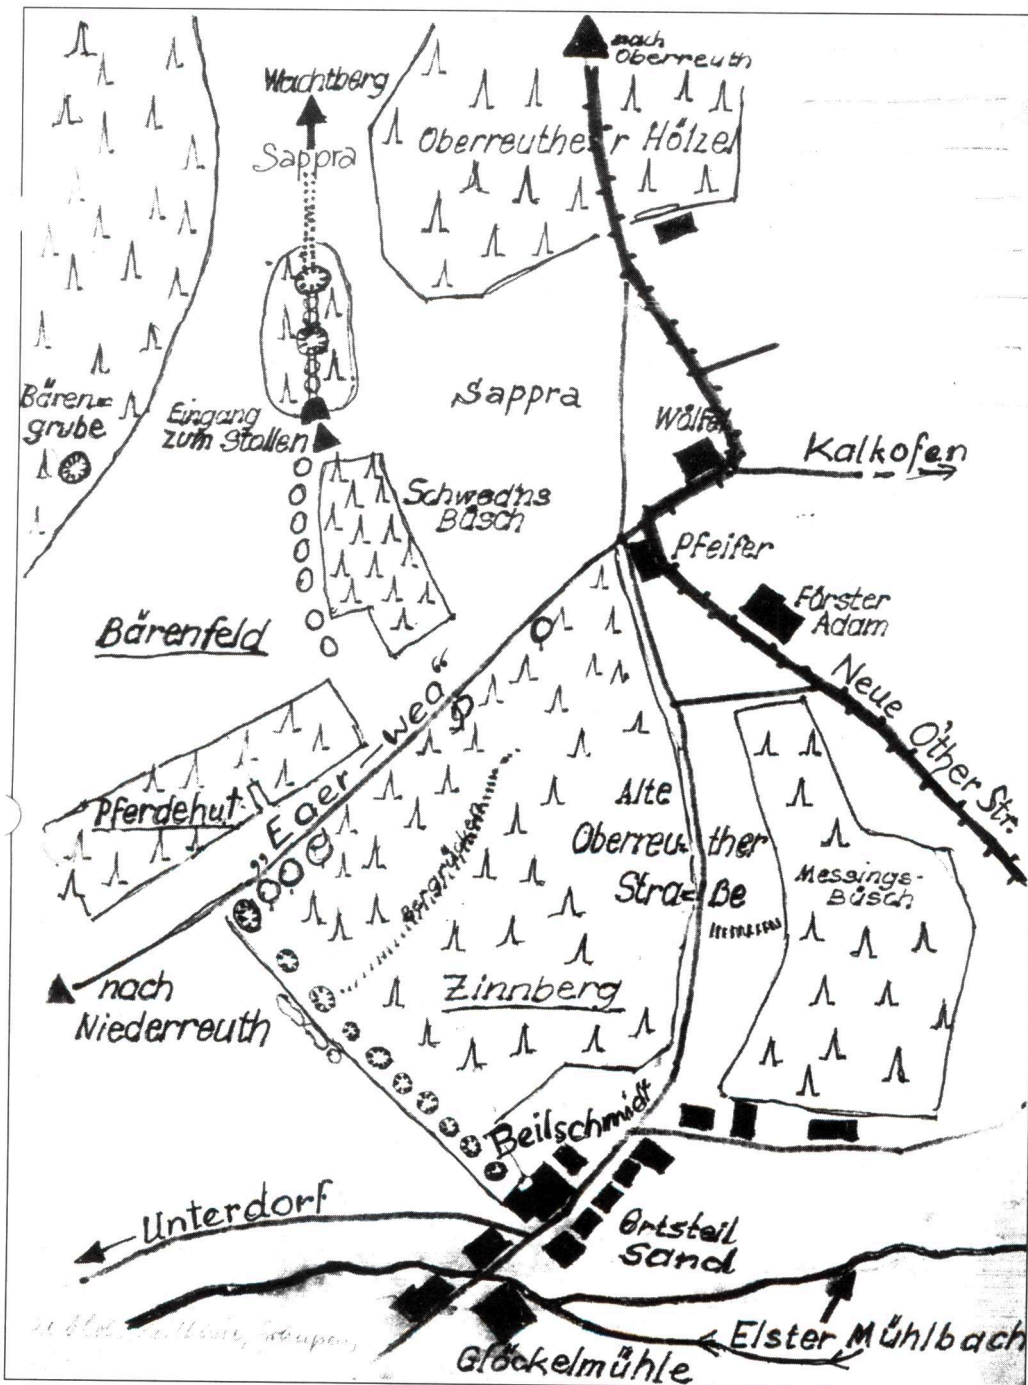 nach
Oberreuth
Wachtberg
Sappra
Oberreuther Hölzel
Bären=
grube
Eingang
zum Stollen
Sappra
Wölfel
Kalkofen
Schwedns
Büsch
Pfeifer
Förster
Adam
Bärenfeld
Neue O'ther Str.
Pferdehut
„Eger-weg“
Bergrücken
Alte
Oberreuther
Straße
Messings-
Büsch
nach
Niederreuth
Zinnberg
Beilschmidt
Unterdorf
Ortsteil
Sand
Elster Mühlbach
Glöckelmühle